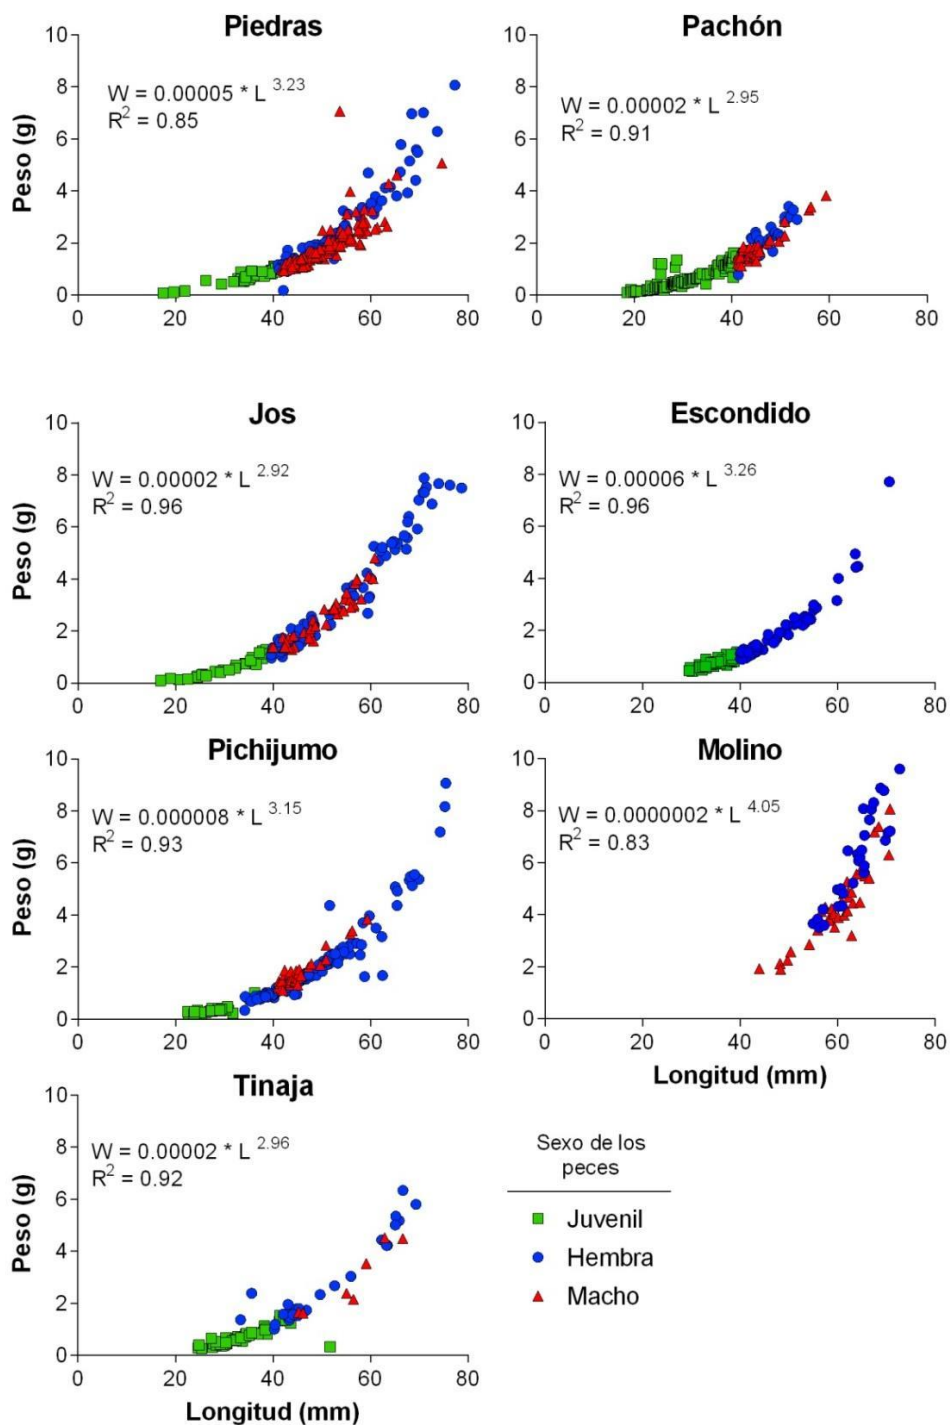 Piedras
W = 0.00005 * L 3.23
R2 = 0.85
Peso (g)
10
8
6
4
2
0
0 20 40 60 80
Pachón
W = 0.00002 * L 2.95
R2 = 0.91
10
8
6
4
2
0
0 20 40 60 80
Jos
W = 0.00002 * L 2.92
R2 = 0.96
Peso (g)
10
8
6
4
2
0
0 20 40 60 80
Escondido
W = 0.00006 * L 3.26
R2 = 0.96
10
8
6
4
2
0
0 20 40 60 80
Pichijumo
W = 0.000008 * L 3.15
R2 = 0.93
Peso (g)
10
8
6
4
2
0
0 20 40 60 80
Molino
W = 0.0000002 * L 4.05
R2 = 0.83
10
8
6
4
2
0
0 20 40 60 80
Longitud (mm)
Tinaja
W = 0.00002 * L 2.96
R2 = 0.92
Peso (g)
10
8
6
4
2
0
0 20 40 60 80
Longitud (mm)
Sexo de los
peces
Juvenil
Hembra
Macho